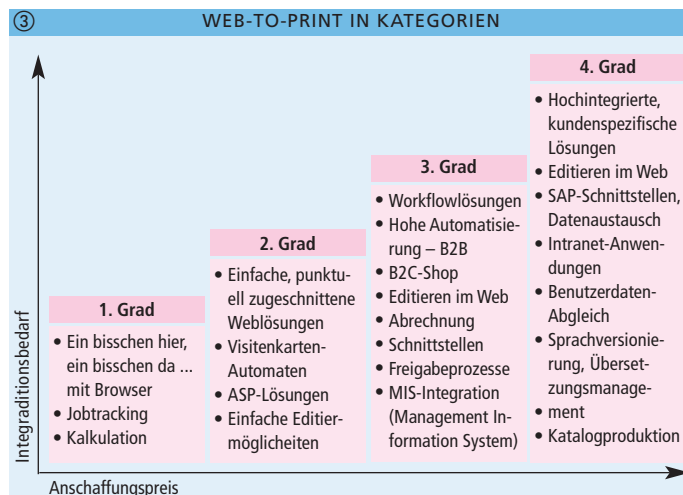 ③ WEB-TO-PRINT IN KATEGORIEN
Integraditionsbedarf
1. Grad
• Ein bisschen hier,
ein bisschen da ...
mit Browser
• Jobtracking
• Kalkulation
2. Grad
• Einfache, punktu-
ell zugeschnittene
Weblösungen
• Visitenkarten-
Automaten
• ASP-Lösungen
• Einfache Editier-
möglicheiten
3. Grad
• Workflowlösungen
• Hohe Automatisie-
rung – B2B
• B2C-Shop
• Editieren im Web
• Abrechnung
• Schnittstellen
• Freigabeprozesse
• MIS-Integration
(Management In-
formation System)
4. Grad
• Hochintegrierte,
kundenspezifische
Lösungen
• Editieren im Web
• SAP-Schnittstellen,
Datenaustausch
• Intranet-Anwen-
dungen
• Benutzerdaten-
Abgleich
• Sprachversionie-
rung, Überset-
zungsmanage-
• ment
• Katalogproduktion
Anschaffungspreis